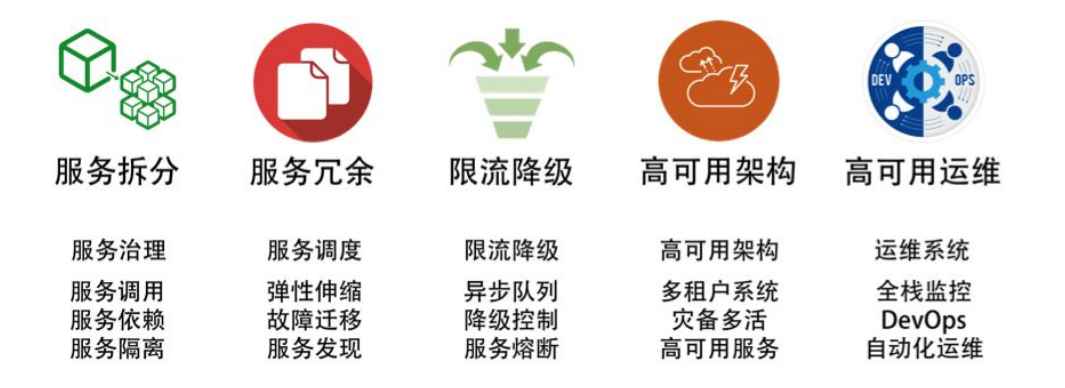 DEV OPS
服务拆分 服务冗余 限流降级 高可用架构 高可用运维
服务治理 服务调度 限流降级 高可用架构 运维系统
服务调用 弹性伸缩 异步队列 多租户系统 全栈监控
服务依赖 故障迁移 降级控制 灾备多活 DevOps
服务隔离 服务发现 服务熔断 高可用服务 自动化运维